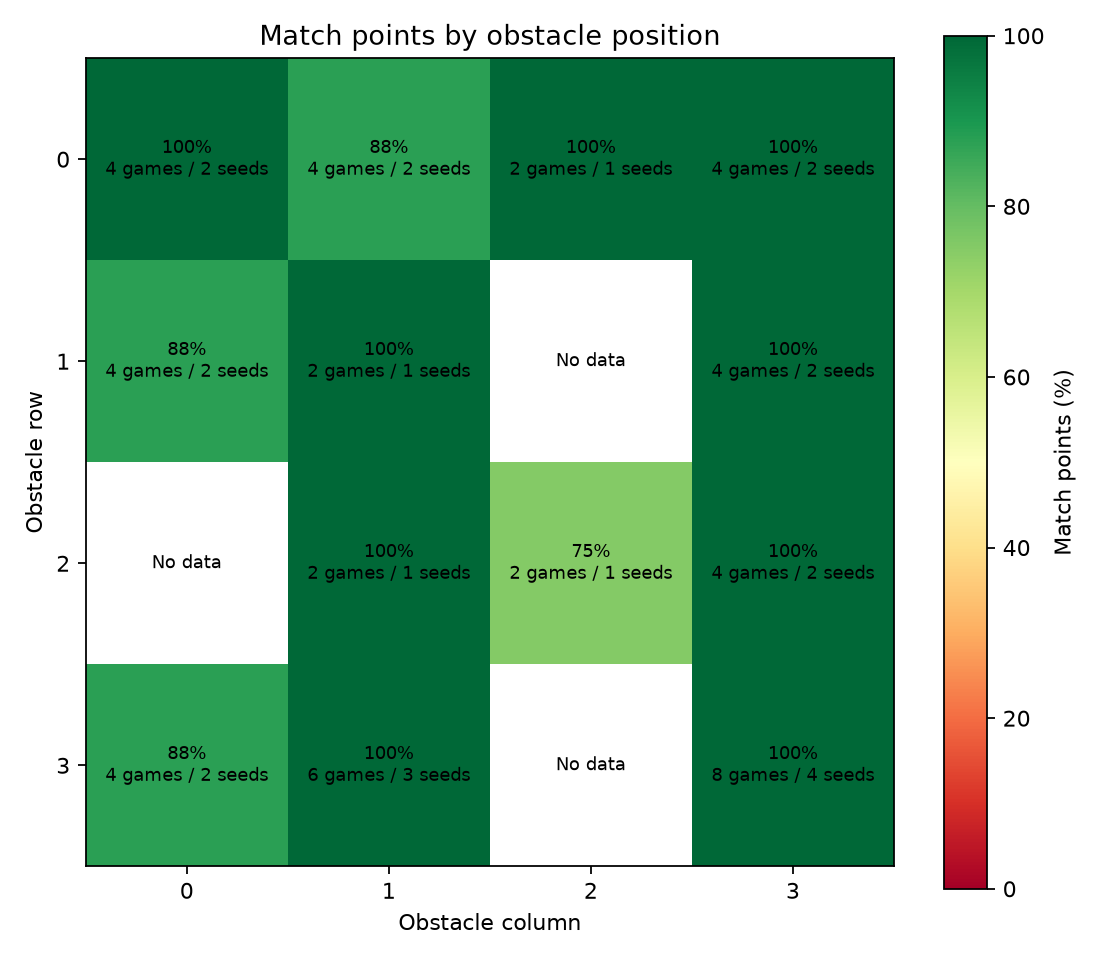 Match points by obstacle position
100%
4 games / 2 seeds
88%
4 games / 2 seeds
100%
2 games / 1 seeds
100%
4 games / 2 seeds
88%
4 games / 2 seeds
100%
2 games / 1 seeds
No data
100%
4 games / 2 seeds
No data
100%
2 games / 1 seeds
75%
2 games / 1 seeds
100%
4 games / 2 seeds
88%
4 games / 2 seeds
100%
6 games / 3 seeds
No data
100%
8 games / 4 seeds
0
1
2
3
Obstacle row
0
1
2
3
Obstacle column
100
80
60
40
20
0
Match points (%)